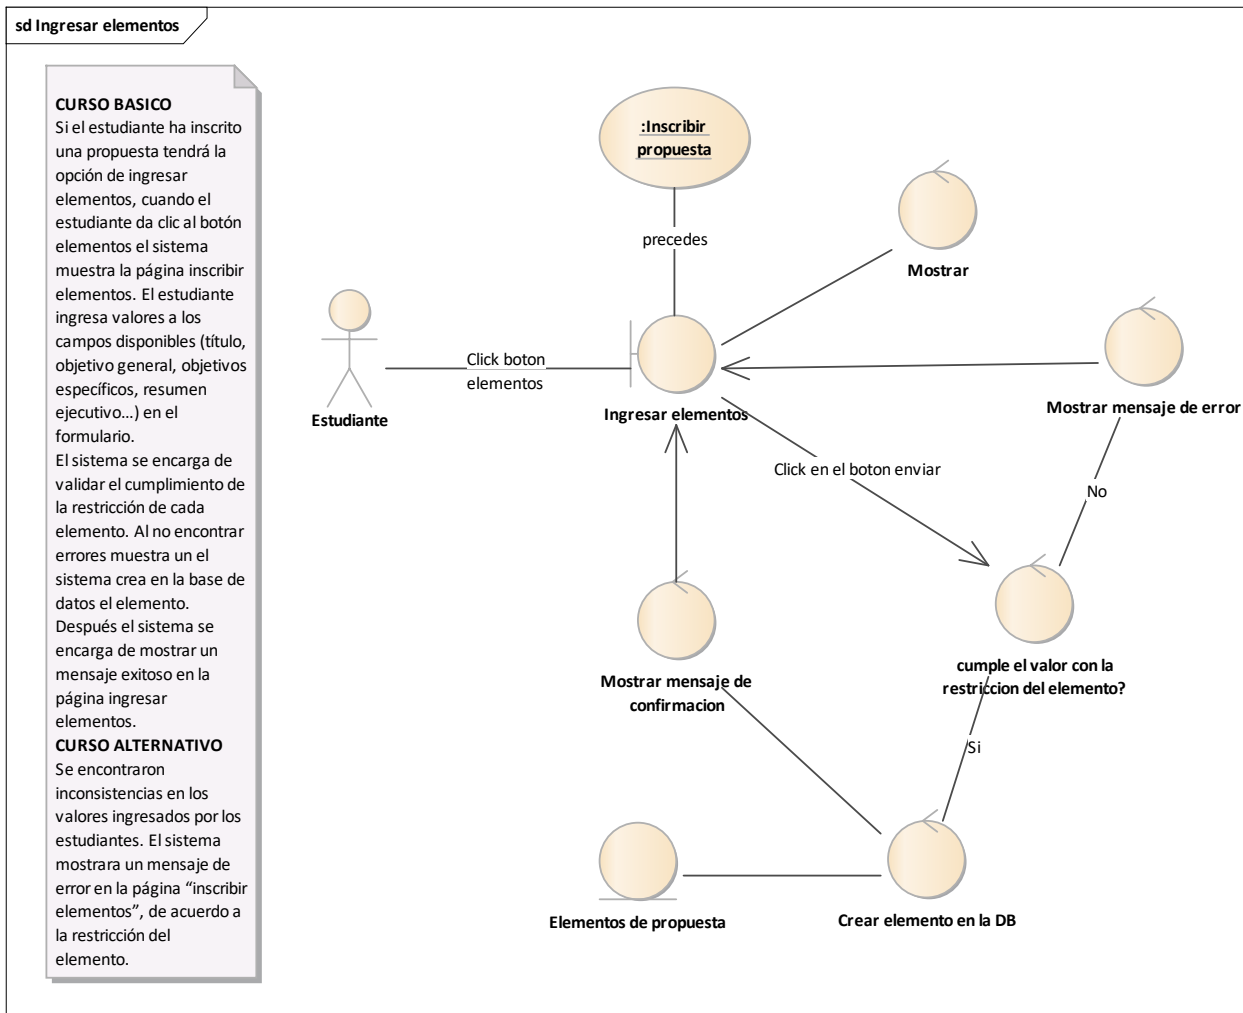 sd Ingresar elementos
CURSO BASICO
Si el estudiante ha inscrito
una propuesta tendrá la
opción de ingresar
elementos, cuando el
estudiante da clic al botón
elementos el sistema
muestra la página inscribir
elementos. El estudiante
ingresa valores a los
campos disponibles (título,
objetivo general, objetivos
específicos, resumen
ejecutivo...) en el
formulario.
El sistema se encarga de
validar el cumplimiento de
la restricción de cada
elemento. Al no encontrar
errores muestra un el
sistema crea en la base de
datos el elemento.
Después el sistema se
encarga de mostrar un
mensaje exitoso en la
página ingresar
elementos.
CURSO ALTERNATIVO
Se encontraron
inconsistencias en los
valores ingresados por los
estudiantes. El sistema
mostrara un mensaje de
error en la página “inscribir
elementos”, de acuerdo a
la restricción del
elemento.
:Inscribir
propuesta
precedes
Mostrar
Click boton
elementos
Estudiante
Ingresar elementos
Mostrar mensaje de error
Click en el boton enviar
No
Mostrar mensaje de
confirmacion
cumple el valor con la
restriccion del elemento?
Si
Elementos de propuesta
Crear elemento en la DB